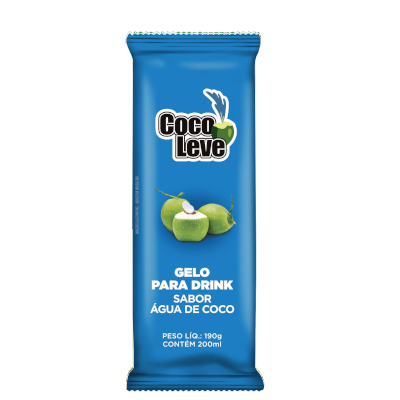 Coco
Leve
GELO
PARA DRINK
SABOR
ÁGUA DE COCO
PESO LÍQ.: 190g
CONTÉM 200ml